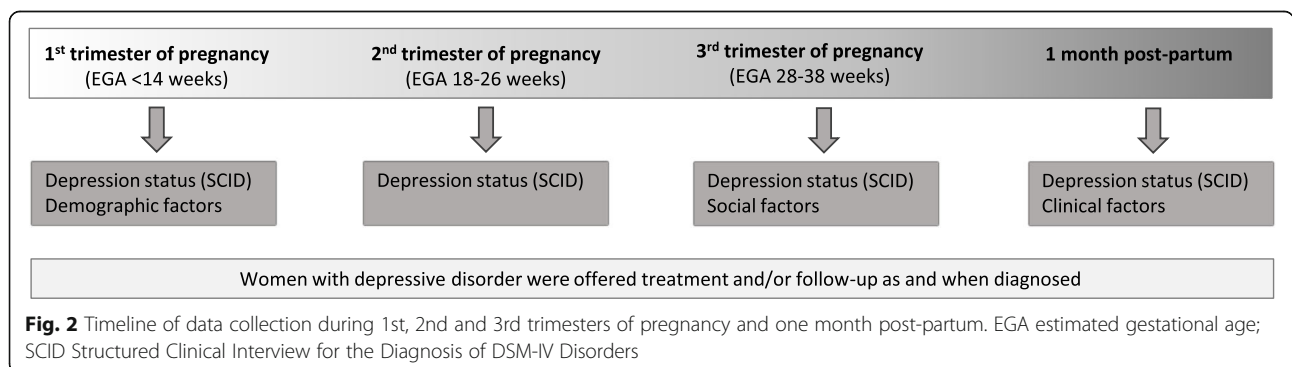 1st trimester of pregnancy
(EGA <14 weeks)
2nd trimester of pregnancy
(EGA 18-26 weeks)
3rd trimester of pregnancy
(EGA 28-38 weeks)
1 month post-partum
Depression status (SCID)
Demographic factors
Depression status (SCID)
Depression status (SCID)
Social factors
Depression status (SCID)
Clinical factors
Women with depressive disorder were offered treatment and/or follow-up as and when diagnosed
Fig. 2 Timeline of data collection during 1st, 2nd and 3rd trimesters of pregnancy and one month post-partum. EGA estimated gestational age;
SCID Structured Clinical Interview for the Diagnosis of DSM-IV Disorders